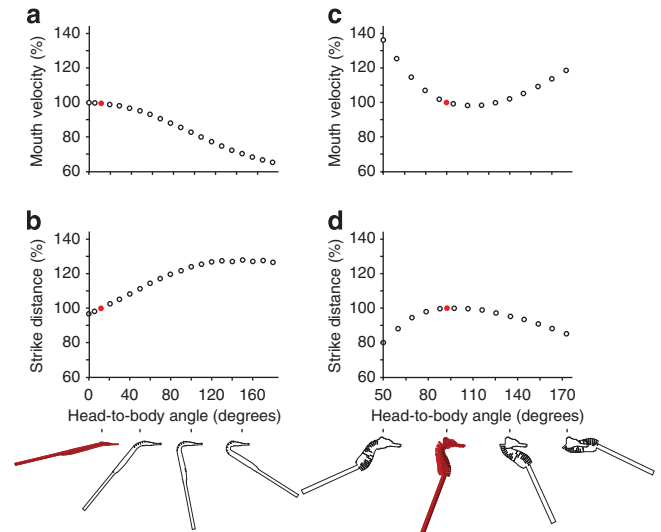 a
140
120
100
80
60
Mouth velocity (%)
b
140
120
100
80
60
Strike distance (%)
0 40 80 120 160
Head-to-body angle (degrees)
c
140
120
100
80
60
Mouth velocity (%)
d
140
120
100
80
60
Strike distance (%)
50 80 110 140 170
Head-to-body angle (degrees)